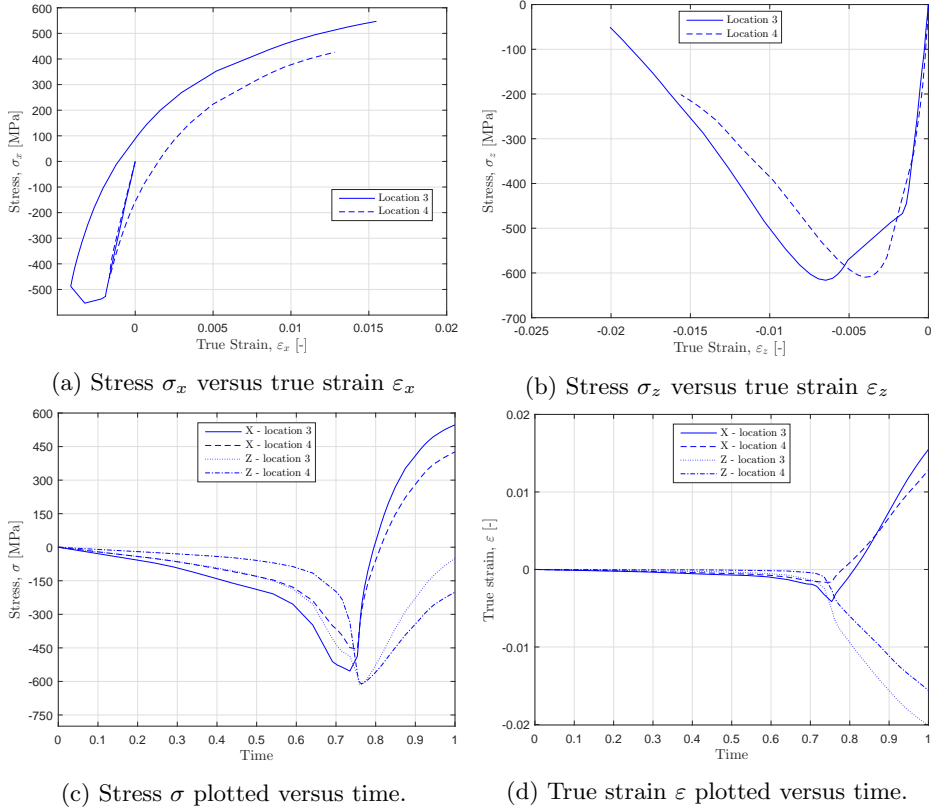 600
500
400
300
200
100
0
-100
-200
-300
-400
-500
Stress, σx [MPa]
Location 3
Location 4
0 0.005 0.01 0.015 0.02
True Strain, εx [-]
(a) Stress σx versus true strain εx
0
-100
-200
-300
-400
-500
-600
-700
Stress, σz [MPa]
Location 3
Location 4
-0.025 -0.02 -0.015 -0.01 -0.005 0
True Strain, εz [-]
(b) Stress σz versus true strain εz
600
450
300
150
0
-150
-300
-450
-600
-750
Stress, σ [MPa]
X - location 3
X - location 4
Z - location 3
Z - location 4
0 0.1 0.2 0.3 0.4 0.5 0.6 0.7 0.8 0.9 1
Time
(c) Stress σ plotted versus time.
0.02
0.01
0
-0.01
-0.02
True strain, ε [-]
X - location 3
X - location 4
Z - location 3
Z - location 4
0 0.1 0.2 0.3 0.4 0.5 0.6 0.7 0.8 0.9 1
Time
(d) True strain ε plotted versus time.